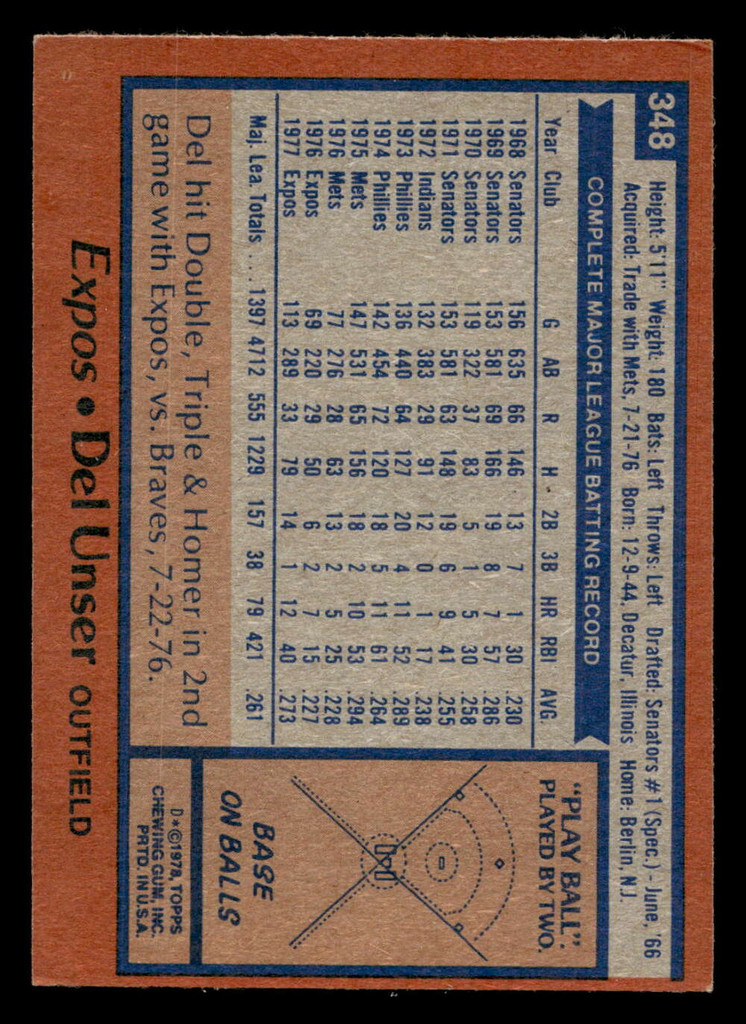 348
Height: 5'11" Weight: 180 Bats: Left Throws: Left Drafted: Senators #1 (Spec.) - June, '66
Acquired: Trade with Mets, 7-21-76 Born: 12-9-44, Decatur, Illinois Home: Berlin, N.J.
COMPLETE MAJOR LEAGUE BATTING RECORD
Year Club G AB R H 2B 3B HR RBI AVG.
1968 Senators 156 635 66 146 13 7 1 30 .230
1969 Senators 153 581 69 166 19 8 7 57 .286
1970 Senators 119 322 37 83 5 1 5 30 .258
1971 Senators 153 581 63 148 19 6 9 41 .255
1972 Indians 132 383 29 91 12 0 1 17 .238
1973 Phillies 136 440 64 127 20 4 11 52 .289
1974 Phillies 142 454 72 120 18 5 11 61 .264
1975 Mets 147 531 65 156 18 2 10 53 .294
1976 Mets 77 276 28 63 13 2 5 25 .228
1976 Expos 69 220 29 50 6 2 7 15 .227
1977 Expos 113 289 33 79 14 1 12 40 .273
Maj. Lea. Totals . . . 1397 4712 555 1229 157 38 79 421 .261
Del hit Double, Triple & Homer in 2nd
game with Expos, vs. Braves, 7-22-76.
"PLAY BALL":
PLAYED BY TWO.
BASE
ON BALLS
D*©1978, TOPPS
CHEWING GUM, INC.
PRTD. IN U.S.A.
Expos • Del Unser OUTFIELD